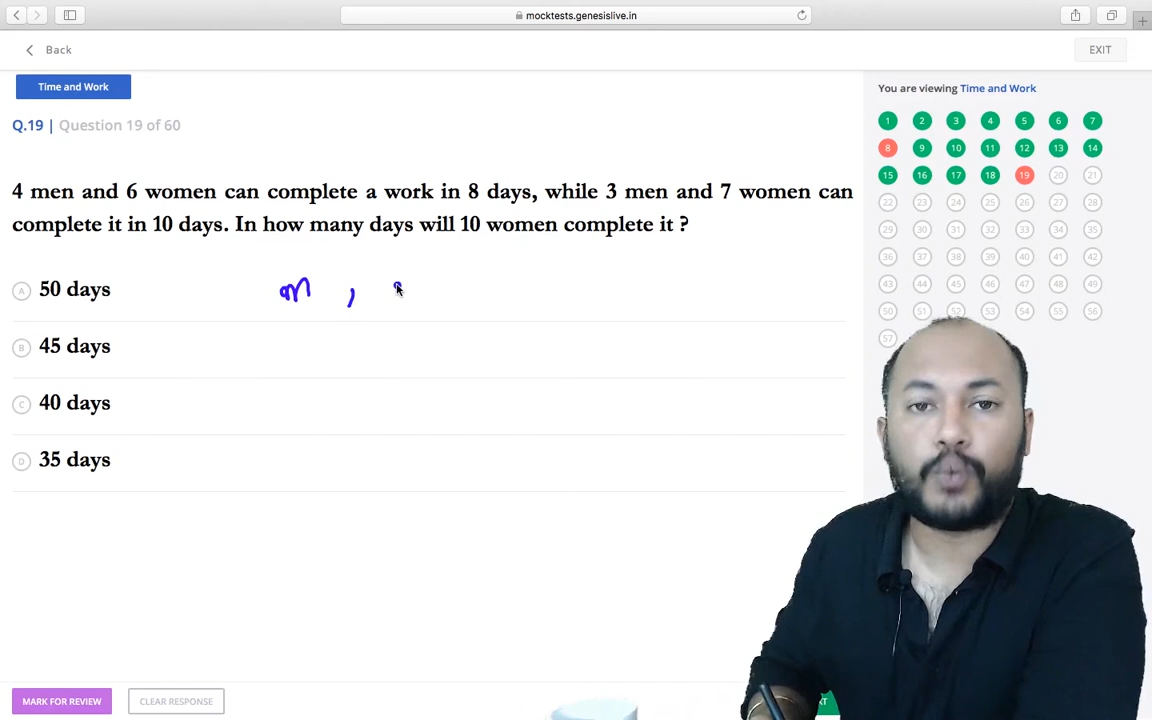 mocktests.genesislive.in
Back
EXIT
Time and Work
You are viewing Time and Work
Q.19 | Question 19 of 60
1 2 3 4 5 6 7
8 9 10 11 12 13 14
15 16 17 18 19 20 21
22 23 24 25 26 27 28
29 30 31 32 33 34 35
36 37 38 39 40 41 42
43 44 45 46 47 48 49
50 51 52 53 54 55 56
57
4 men and 6 women can complete a work in 8 days, while 3 men and 7 women can
complete it in 10 days. In how many days will 10 women complete it ?
A 50 days
m ,
B 45 days
C 40 days
D 35 days
MARK FOR REVIEW
CLEAR RESPONSE